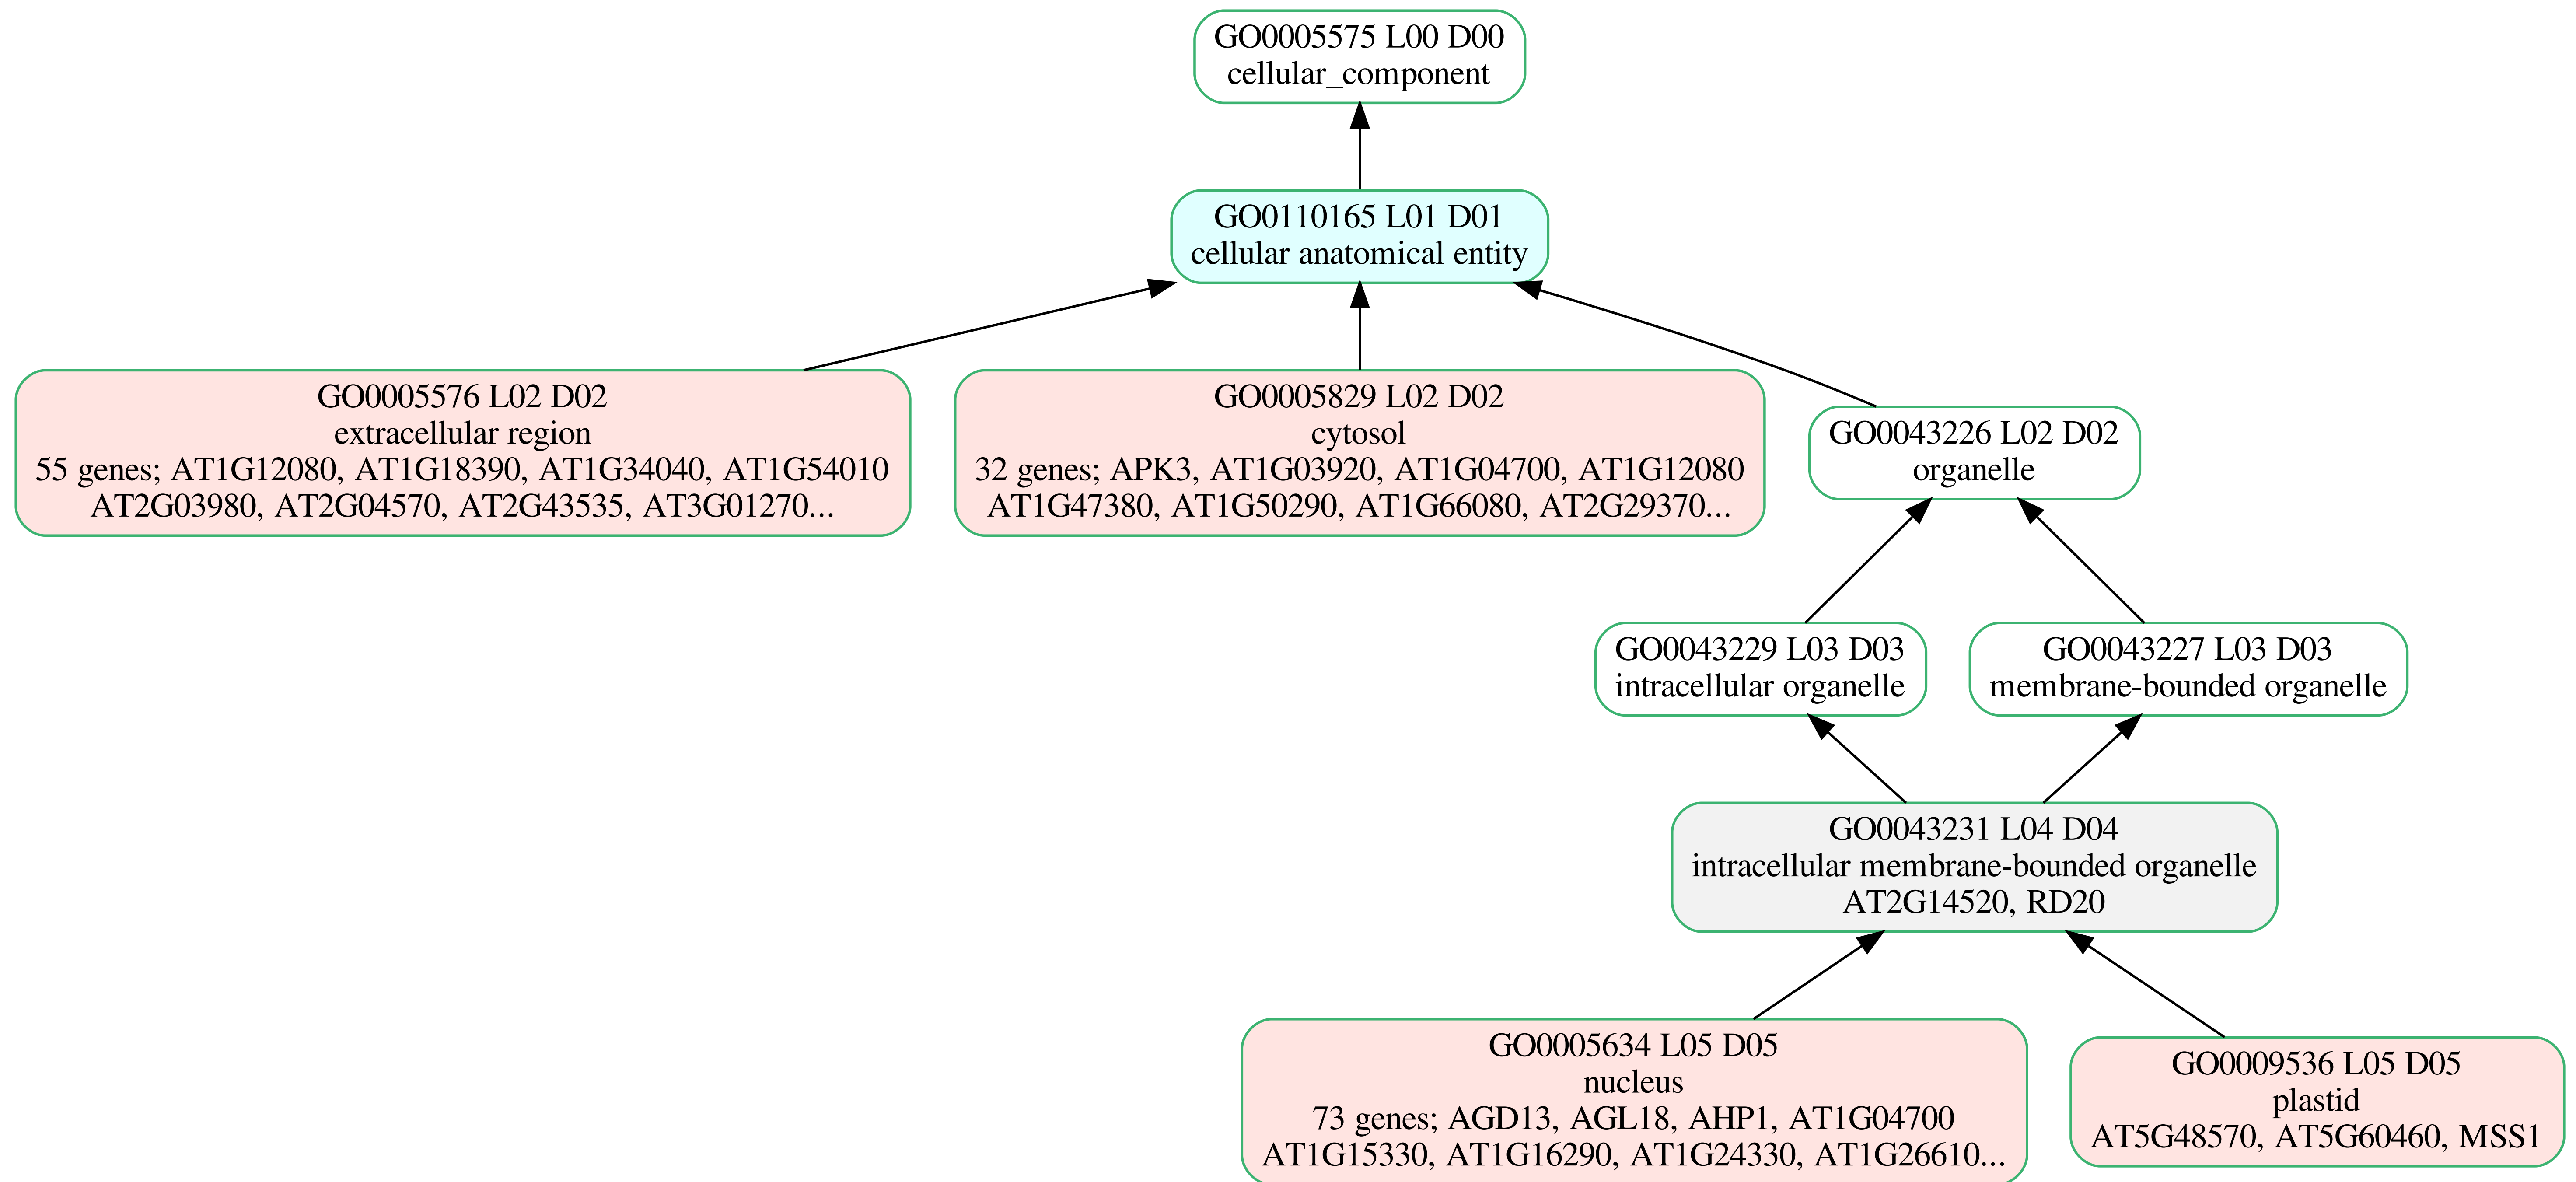 GO0005575 L00 D00
cellular_component
GO0110165 L01 D01
cellular anatomical entity
GO0005576 L02 D02
extracellular region
55 genes; AT1G12080, AT1G18390, AT1G34040, AT1G54010
AT2G03980, AT2G04570, AT2G43535, AT3G01270...
GO0005829 L02 D02
cytosol
32 genes; APK3, AT1G03920, AT1G04700, AT1G12080
AT1G47380, AT1G50290, AT1G66080, AT2G29370...
GO0043226 L02 D02
organelle
GO0043229 L03 D03
intracellular organelle
GO0043227 L03 D03
membrane-bounded organelle
GO0043231 L04 D04
intracellular membrane-bounded organelle
AT2G14520, RD20
GO0005634 L05 D05
nucleus
73 genes; AGD13, AGL18, AHP1, AT1G04700
AT1G15330, AT1G16290, AT1G24330, AT1G26610...
GO0009536 L05 D05
plastid
AT5G48570, AT5G60460, MSS1